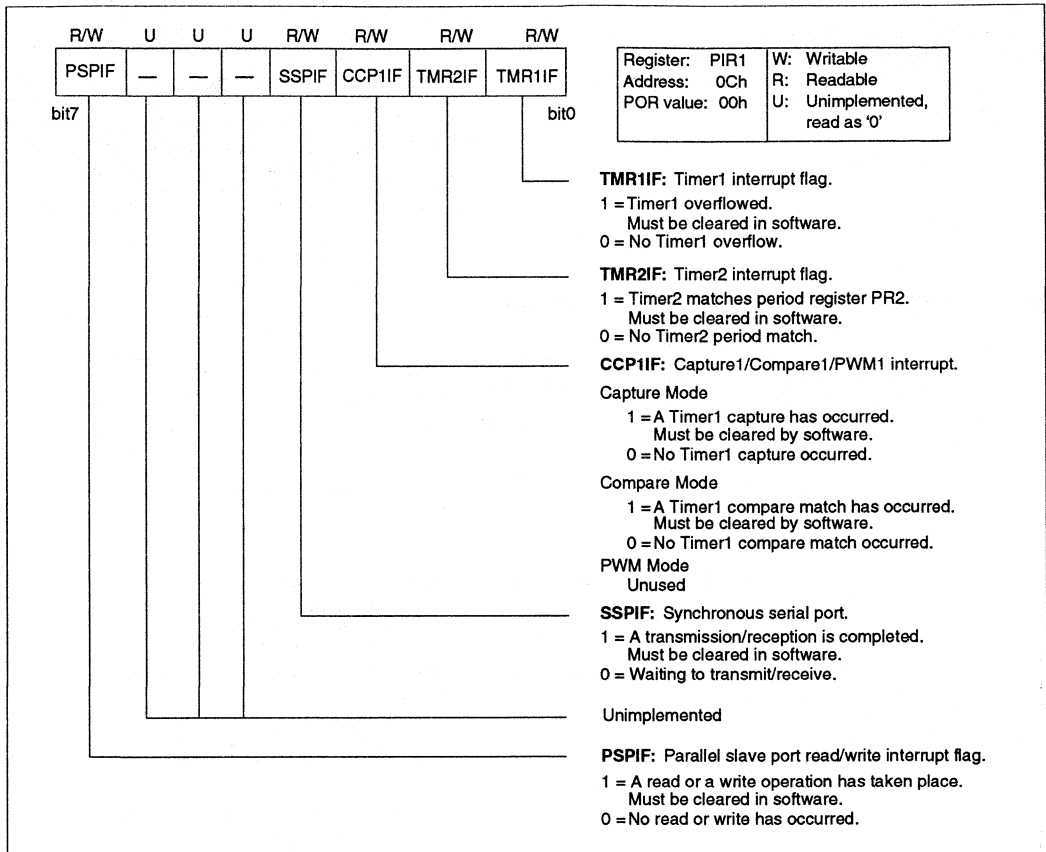 R/W U U U R/W R/W R/W R/W
PSPIF — — — SSPIF CCP1IF TMR2IF TMR1IF
bit7 bit0
Register: PIR1
Address: 0Ch
POR value: 00h
W: Writable
R: Readable
U: Unimplemented,
read as '0'
TMR1IF: Timer1 interrupt flag.
1 = Timer1 overflowed.
Must be cleared in software.
0 = No Timer1 overflow.
TMR2IF: Timer2 interrupt flag.
1 = Timer2 matches period register PR2.
Must be cleared in software.
0 = No Timer2 period match.
CCP1IF: Capture1/Compare1/PWM1 interrupt.
Capture Mode
1 = A Timer1 capture has occurred.
Must be cleared by software.
0 = No Timer1 capture occurred.
Compare Mode
1 = A Timer1 compare match has occurred.
Must be cleared by software.
0 = No Timer1 compare match occurred.
PWM Mode
Unused
SSPIF: Synchronous serial port.
1 = A transmission/reception is completed.
Must be cleared in software.
0 = Waiting to transmit/receive.
Unimplemented
PSPIF: Parallel slave port read/write interrupt flag.
1 = A read or a write operation has taken place.
Must be cleared in software.
0 = No read or write has occurred.